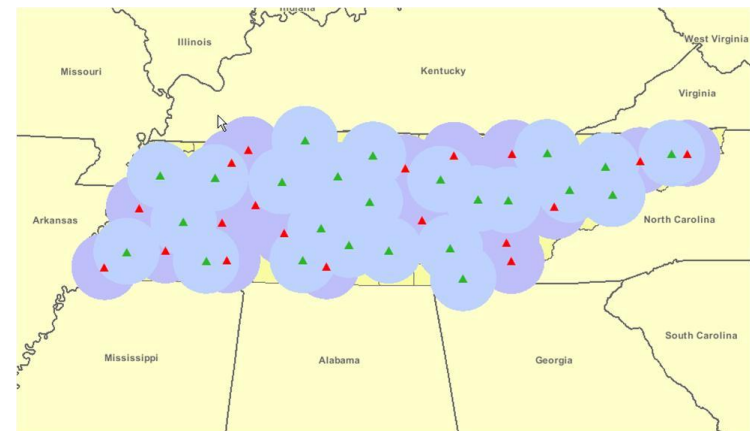 Indiana
Illinois
West Virginia
Missouri
Kentucky
Virginia
Arkansas
North Carolina
South Carolina
Mississippi
Alabama
Georgia